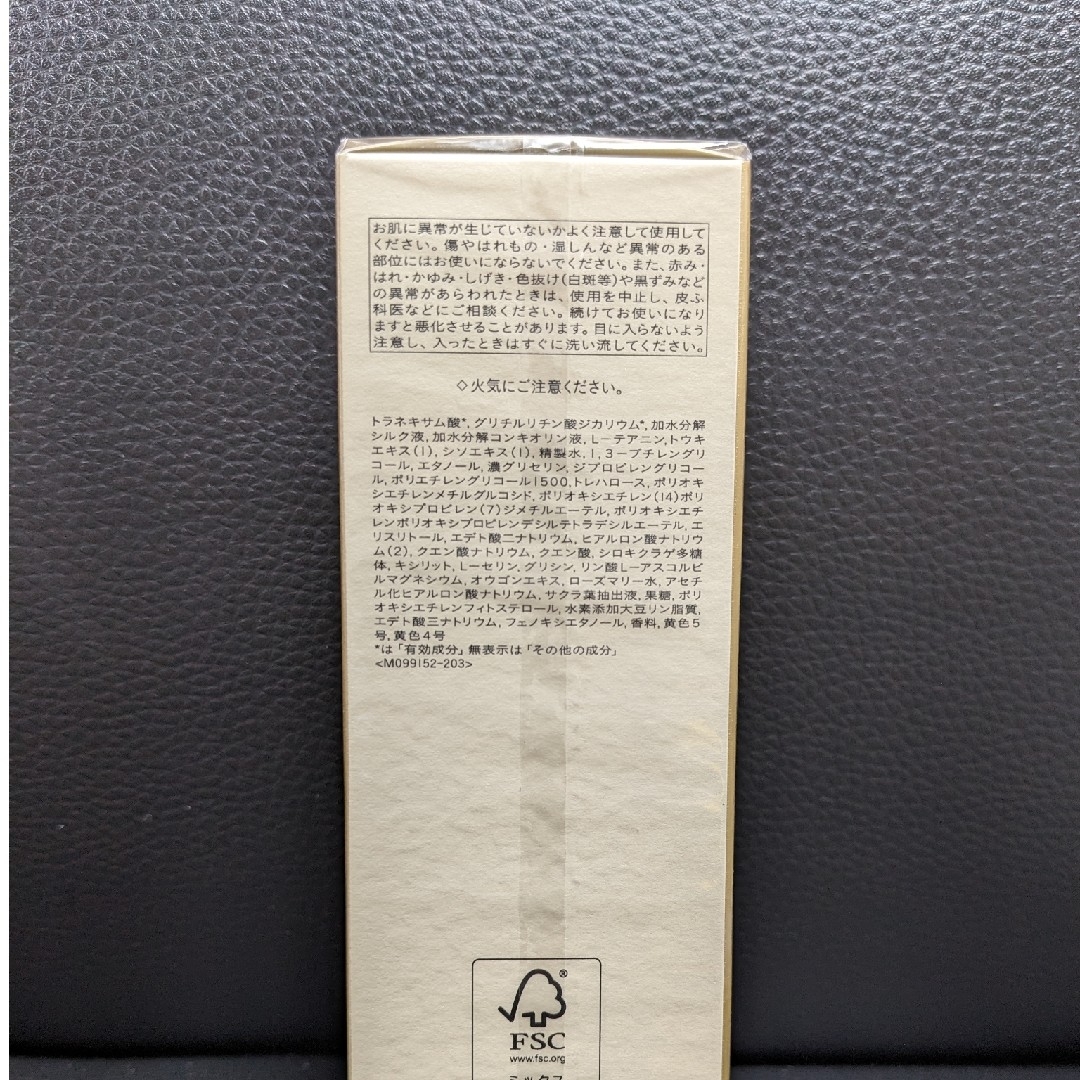 お肌に異常が生じていないかよく注意して使用して
ください。傷やはれもの・湿しんなど異常のある
部位にはお使いにならないでください。また、赤み・
はれ・かゆみ・しげき・色抜け(白斑等)や黒ずみなど
の異常があらわれたときは、使用を中止し、皮ふ
科医などにご相談ください。続けてお使いになり
ますと悪化させることがあります。目に入らないよう
注意し、入ったときはすぐに洗い流してください。
◇火気にご注意ください。
トラネキサム酸*,グリチルリチン酸ジカリウム*,加水分解
シルク液,加水分解コンキオリン液,L-テアニン,トウキ
エキス(1),シソエキス(1),精製水,1,3-ブチレングリ
コール,エタノール,濃グリセリン,ジプロピレングリコー
ル,ポリエチレングリコール1500,トレハロース,ポリオキ
シエチレンメチルグルコシド,ポリオキシエチレン(14)ポリ
オキシプロピレン(7)ジメチルエーテル,ポリオキシエチ
レンポリオキシプロピレンデシルテトラデシルエーテル,エ
リスリトール,エデト酸二ナトリウム,ヒアルロン酸ナトリウ
ム(2),クエン酸ナトリウム,クエン酸,シロキクラゲ多糖
体,キシリット,L-セリン,グリシン,リン酸L-アスコルビ
ルマグネシウム,オウゴンエキス,ローズマリー水,アセチ
ル化ヒアルロン酸ナトリウム,サクラ葉抽出液,果糖,ポリ
オキシエチレンフィトステロール,水素添加大豆リン脂質,
エデト酸三ナトリウム,フェノキシエタノール,香料,黄色5
号,黄色4号
*は「有効成分」無表示は「その他の成分」
<M099152-203>
FSC®
www.fsc.org
ミックス